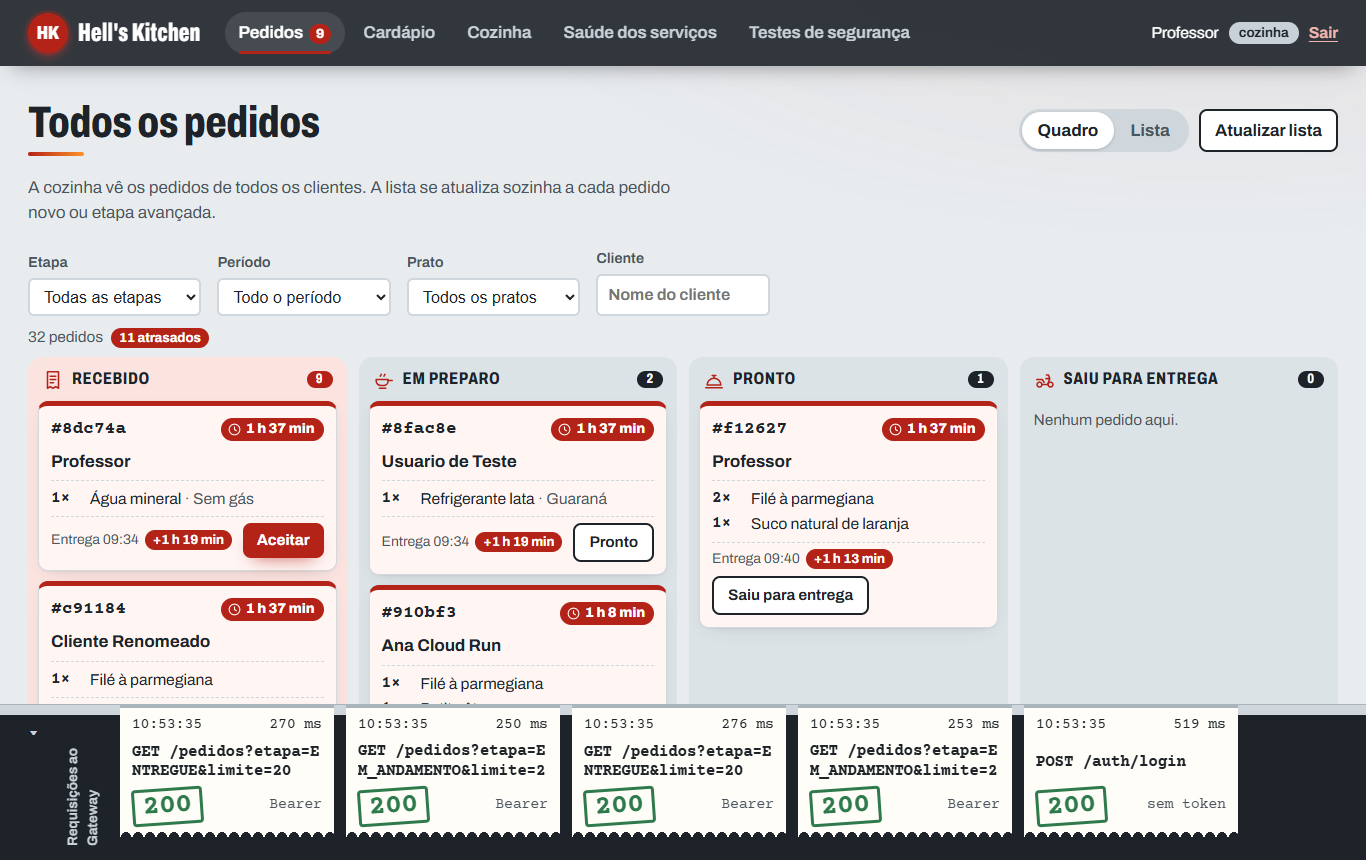 HK Hell's Kitchen Pedidos 9 Cardápio Cozinha Saúde dos serviços Testes de segurança Professor cozinha Sair
Todos os pedidos
Quadro Lista Atualizar lista
A cozinha vê os pedidos de todos os clientes. A lista se atualiza sozinha a cada pedido
novo ou etapa avançada.
Etapa Período Prato Cliente
Todas as etapas Todo o período Todos os pratos Nome do cliente
32 pedidos 11 atrasados
RECEBIDO 9
#8dc74a 1 h 37 min
Professor
1× Água mineral · Sem gás
Entrega 09:34 +1 h 19 min Aceitar
#c91184 1 h 37 min
Cliente Renomeado
1× Filé à parmegiana
EM PREPARO 2
#8fac8e 1 h 37 min
Usuario de Teste
1× Refrigerante lata · Guaraná
Entrega 09:34 +1 h 19 min Pronto
#910bf3 1 h 8 min
Ana Cloud Run
1× Filé à parmegiana
PRONTO 1
#f12627 1 h 37 min
Professor
2× Filé à parmegiana
1× Suco natural de laranja
Entrega 09:40 +1 h 13 min
Saiu para entrega
SAIU PARA ENTREGA 0
Nenhum pedido aqui.
Requisições ao
Gateway
10:53:35 270 ms
GET /pedidos?etapa=E
NTREGUE&limite=20
200 Bearer
10:53:35 250 ms
GET /pedidos?etapa=E
M_ANDAMENTO&limite=2
200 Bearer
10:53:35 276 ms
GET /pedidos?etapa=E
NTREGUE&limite=20
200 Bearer
10:53:35 253 ms
GET /pedidos?etapa=E
M_ANDAMENTO&limite=2
200 Bearer
10:53:35 519 ms
POST /auth/login
200 sem token